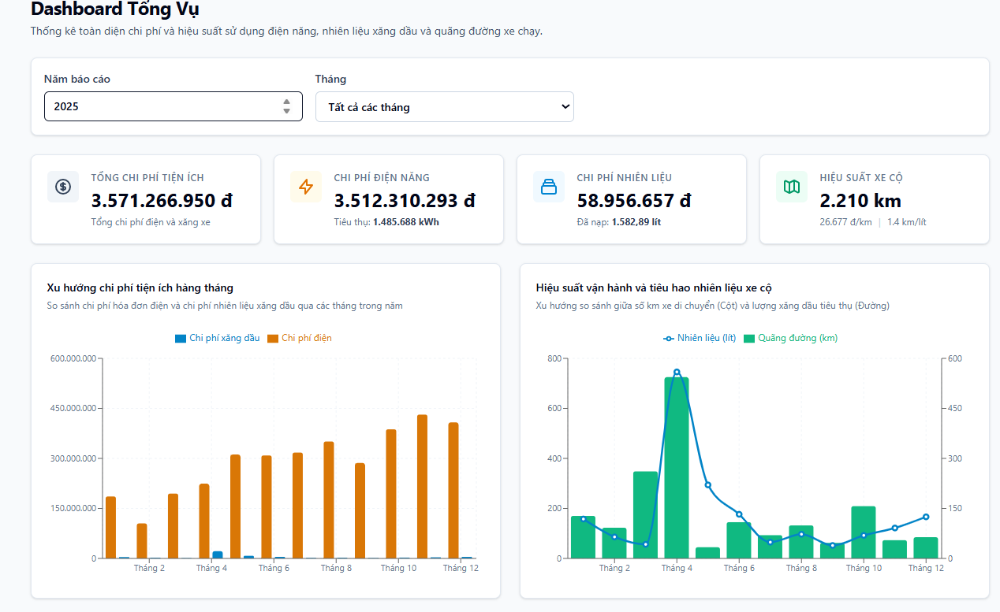 Dashboard Tổng Vụ
Thống kê toàn diện chi phí và hiệu suất sử dụng điện năng, nhiên liệu xăng dầu và quãng đường xe chạy.
Năm báo cáo
Tháng
2025
Tất cả các tháng
TỔNG CHI PHÍ TIỆN ÍCH
3.571.266.950 đ
Tổng chi phí điện và xăng xe
CHI PHÍ ĐIỆN NĂNG
3.512.310.293 đ
Tiêu thụ: 1.485.688 kWh
CHI PHÍ NHIÊN LIỆU
58.956.657 đ
Đã nạp: 1.582,89 lít
HIỆU SUẤT XE CỘ
2.210 km
26.677 đ/km | 1.4 km/lít
Xu hướng chi phí tiện ích hàng tháng
So sánh chi phí hóa đơn điện và chi phí nhiên liệu xăng dầu qua các tháng trong năm
Chi phí xăng dầu Chi phí điện
600.000.000
450.000.000
300.000.000
150.000.000
0
Tháng 2 Tháng 4 Tháng 6 Tháng 8 Tháng 10 Tháng 12
Hiệu suất vận hành và tiêu hao nhiên liệu xe cộ
Xu hướng so sánh giữa số km xe di chuyển (Cột) và lượng xăng dầu tiêu thụ (Đường)
Nhiên liệu (lít) Quãng đường (km)
800
600
400
200
0
600
450
300
150
0
Tháng 2 Tháng 4 Tháng 6 Tháng 8 Tháng 10 Tháng 12